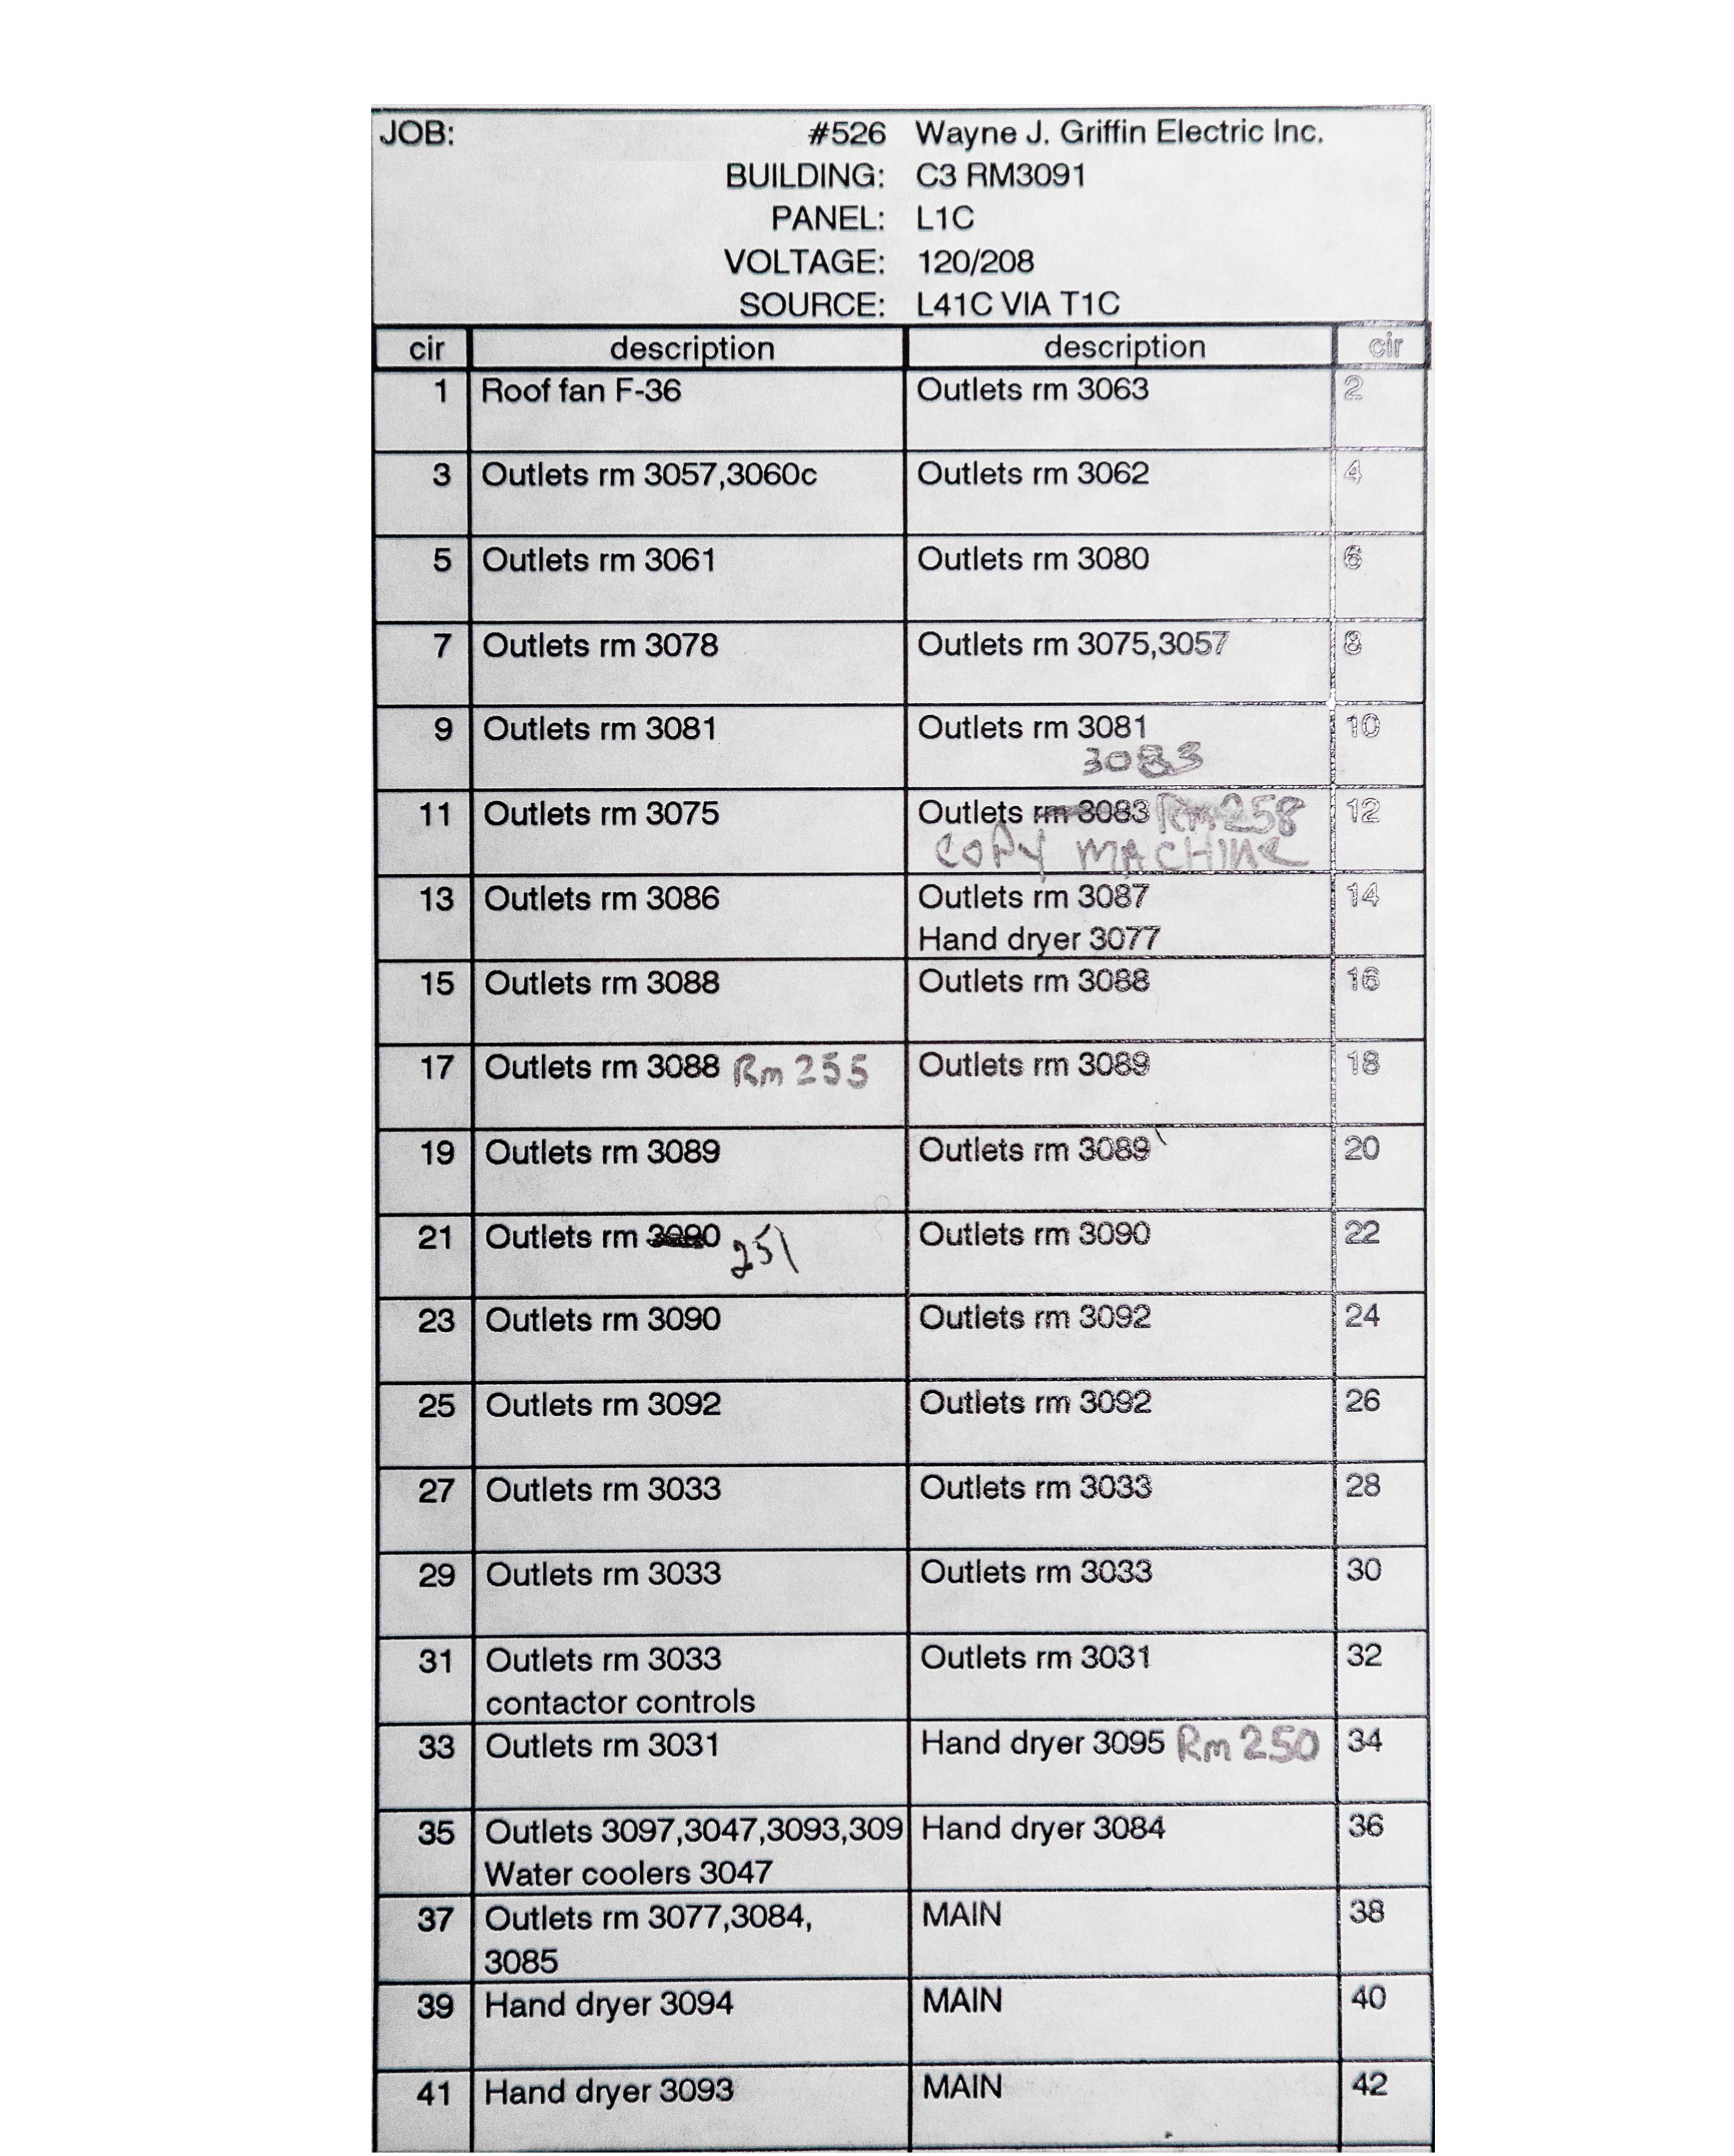 JOB: #526 Wayne J. Griffin Electric Inc.
BUILDING: C3 RM3091
PANEL: L1C
VOLTAGE: 120/208
SOURCE: L41C VIA T1C
cir description description cir
1 Roof fan F-36 Outlets rm 3063 2
3 Outlets rm 3057,3060c Outlets rm 3062 4
5 Outlets rm 3061 Outlets rm 3080 6
7 Outlets rm 3078 Outlets rm 3075,3057 8
9 Outlets rm 3081 Outlets rm 3081 10
3083
11 Outlets rm 3075 Outlets rm 3083 Rm 258 12
COPY MACHINE
13 Outlets rm 3086 Outlets rm 3087 14
Hand dryer 3077
15 Outlets rm 3088 Outlets rm 3088 16
17 Outlets rm 3088 Rm 255 Outlets rm 3089 18
19 Outlets rm 3089 Outlets rm 3089 20
21 Outlets rm 251 Outlets rm 3090 22
23 Outlets rm 3090 Outlets rm 3092 24
25 Outlets rm 3092 Outlets rm 3092 26
27 Outlets rm 3033 Outlets rm 3033 28
29 Outlets rm 3033 Outlets rm 3033 30
31 Outlets rm 3033 Outlets rm 3031 32
contactor controls
33 Outlets rm 3031 Hand dryer 3095 Rm 250 34
35 Outlets 3097,3047,3093,309 Hand dryer 3084 36
Water coolers 3047
37 Outlets rm 3077,3084, MAIN 38
3085
39 Hand dryer 3094 MAIN 40
41 Hand dryer 3093 MAIN 42